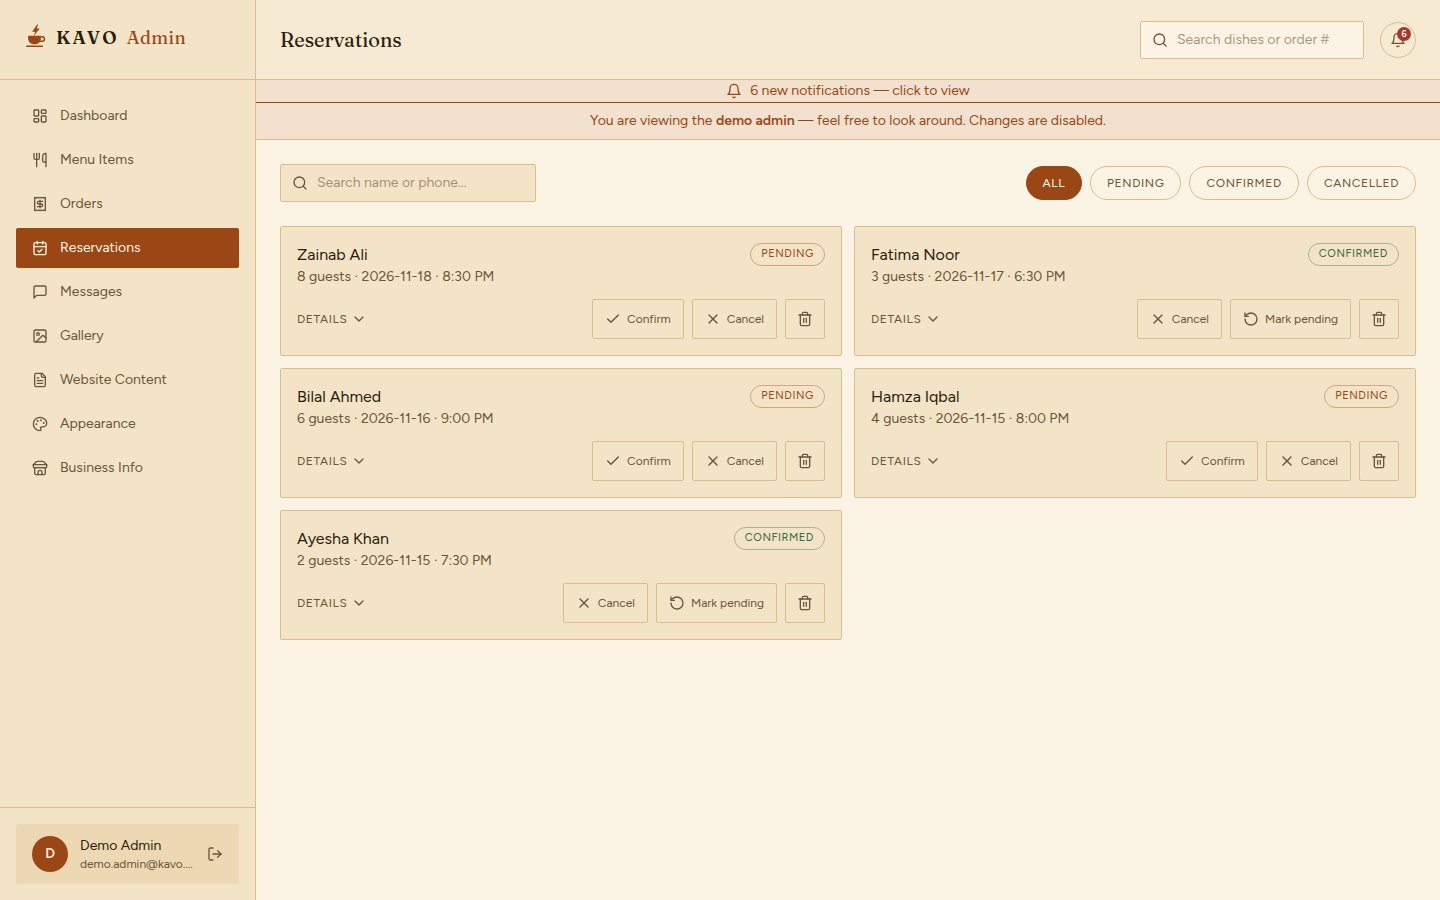 KAVO Admin
Reservations
Search dishes or order #
6
6 new notifications — click to view
You are viewing the demo admin — feel free to look around. Changes are disabled.
Dashboard
Menu Items
Orders
Reservations
Messages
Gallery
Website Content
Appearance
Business Info
D
Demo Admin
demo.admin@kavo....
Search name or phone...
ALL
PENDING
CONFIRMED
CANCELLED
Zainab Ali
PENDING
8 guests · 2026-11-18 · 8:30 PM
DETAILS
Confirm
Cancel
Fatima Noor
CONFIRMED
3 guests · 2026-11-17 · 6:30 PM
DETAILS
Cancel
Mark pending
Bilal Ahmed
PENDING
6 guests · 2026-11-16 · 9:00 PM
DETAILS
Confirm
Cancel
Hamza Iqbal
PENDING
4 guests · 2026-11-15 · 8:00 PM
DETAILS
Confirm
Cancel
Ayesha Khan
CONFIRMED
2 guests · 2026-11-15 · 7:30 PM
DETAILS
Cancel
Mark pending